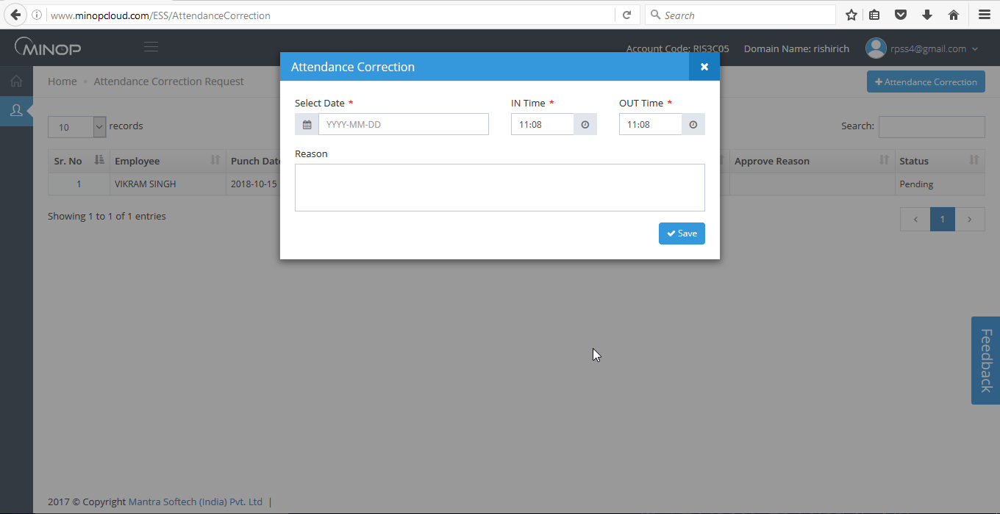 www.minopcloud.com/ESS/AttendanceCorrection
Search
MINOP
Account Code: RIS3C05
Domain Name: rishirich
rpss4@gmail.com
Home
Attendance Correction Request
Attendance Correction
Attendance Correction
Select Date *
IN Time *
OUT Time *
YYYY-MM-DD
11:08
11:08
Reason
Save
10
records
Search:
Sr. No
Employee
Punch Date
Approve Reason
Status
1
VIKRAM SINGH
2018-10-15
Pending
Showing 1 to 1 of 1 entries
1
Feedback
2017 © Copyright Mantra Softech (India) Pvt. Ltd |